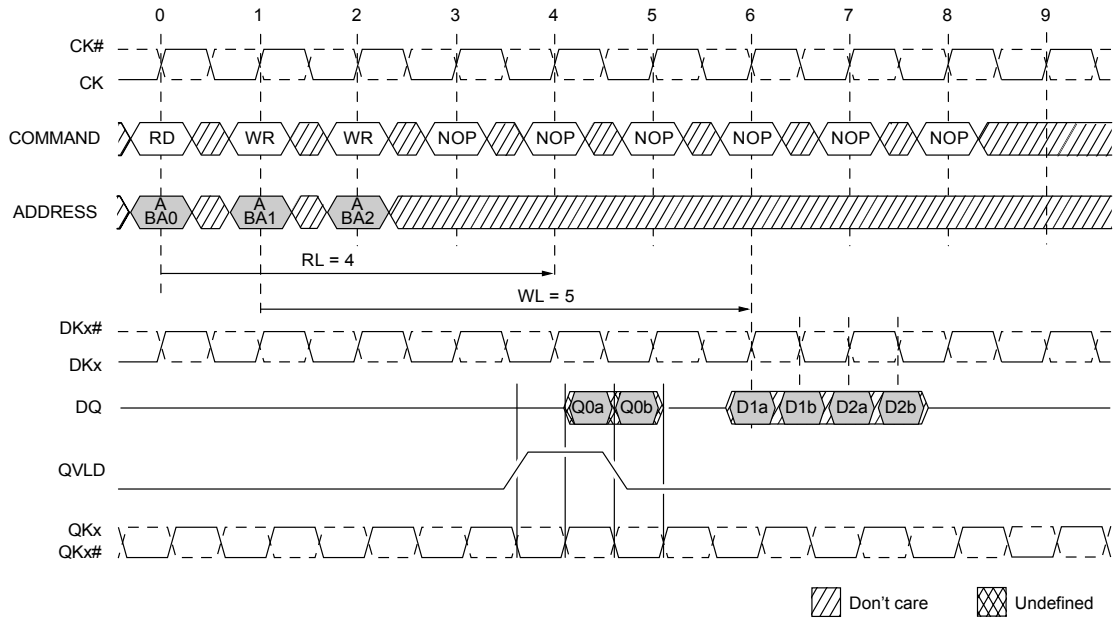 0 1 2 3 4 5 6 7 8 9
CK#
CK
COMMAND RD WR WR NOP NOP NOP NOP NOP NOP
ADDRESS A BA0 A BA1 A BA2
RL = 4
WL = 5
DKx#
DKx
DQ Q0a Q0b D1a D1b D2a D2b
QVLD
QKx
QKx#
Don't care Undefined